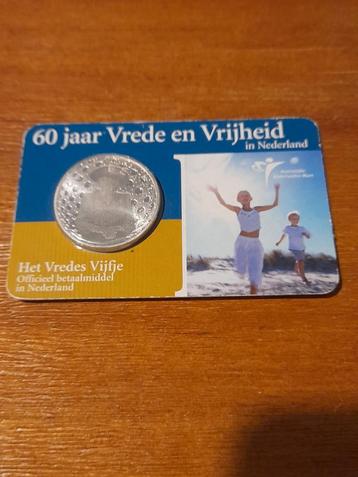 60 jaar Vrede en Vrijheid
in Nederland
Het Vredes Vijfje
Officieel betaalmiddel
in Nederland